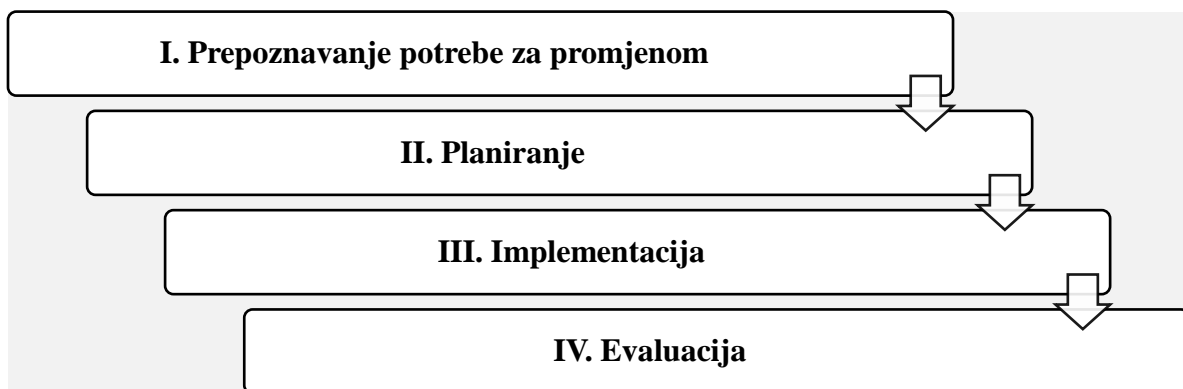 I. Prepoznavanje potrebe za promjenom
II. Planiranje
III. Implementacija
IV. Evaluacija